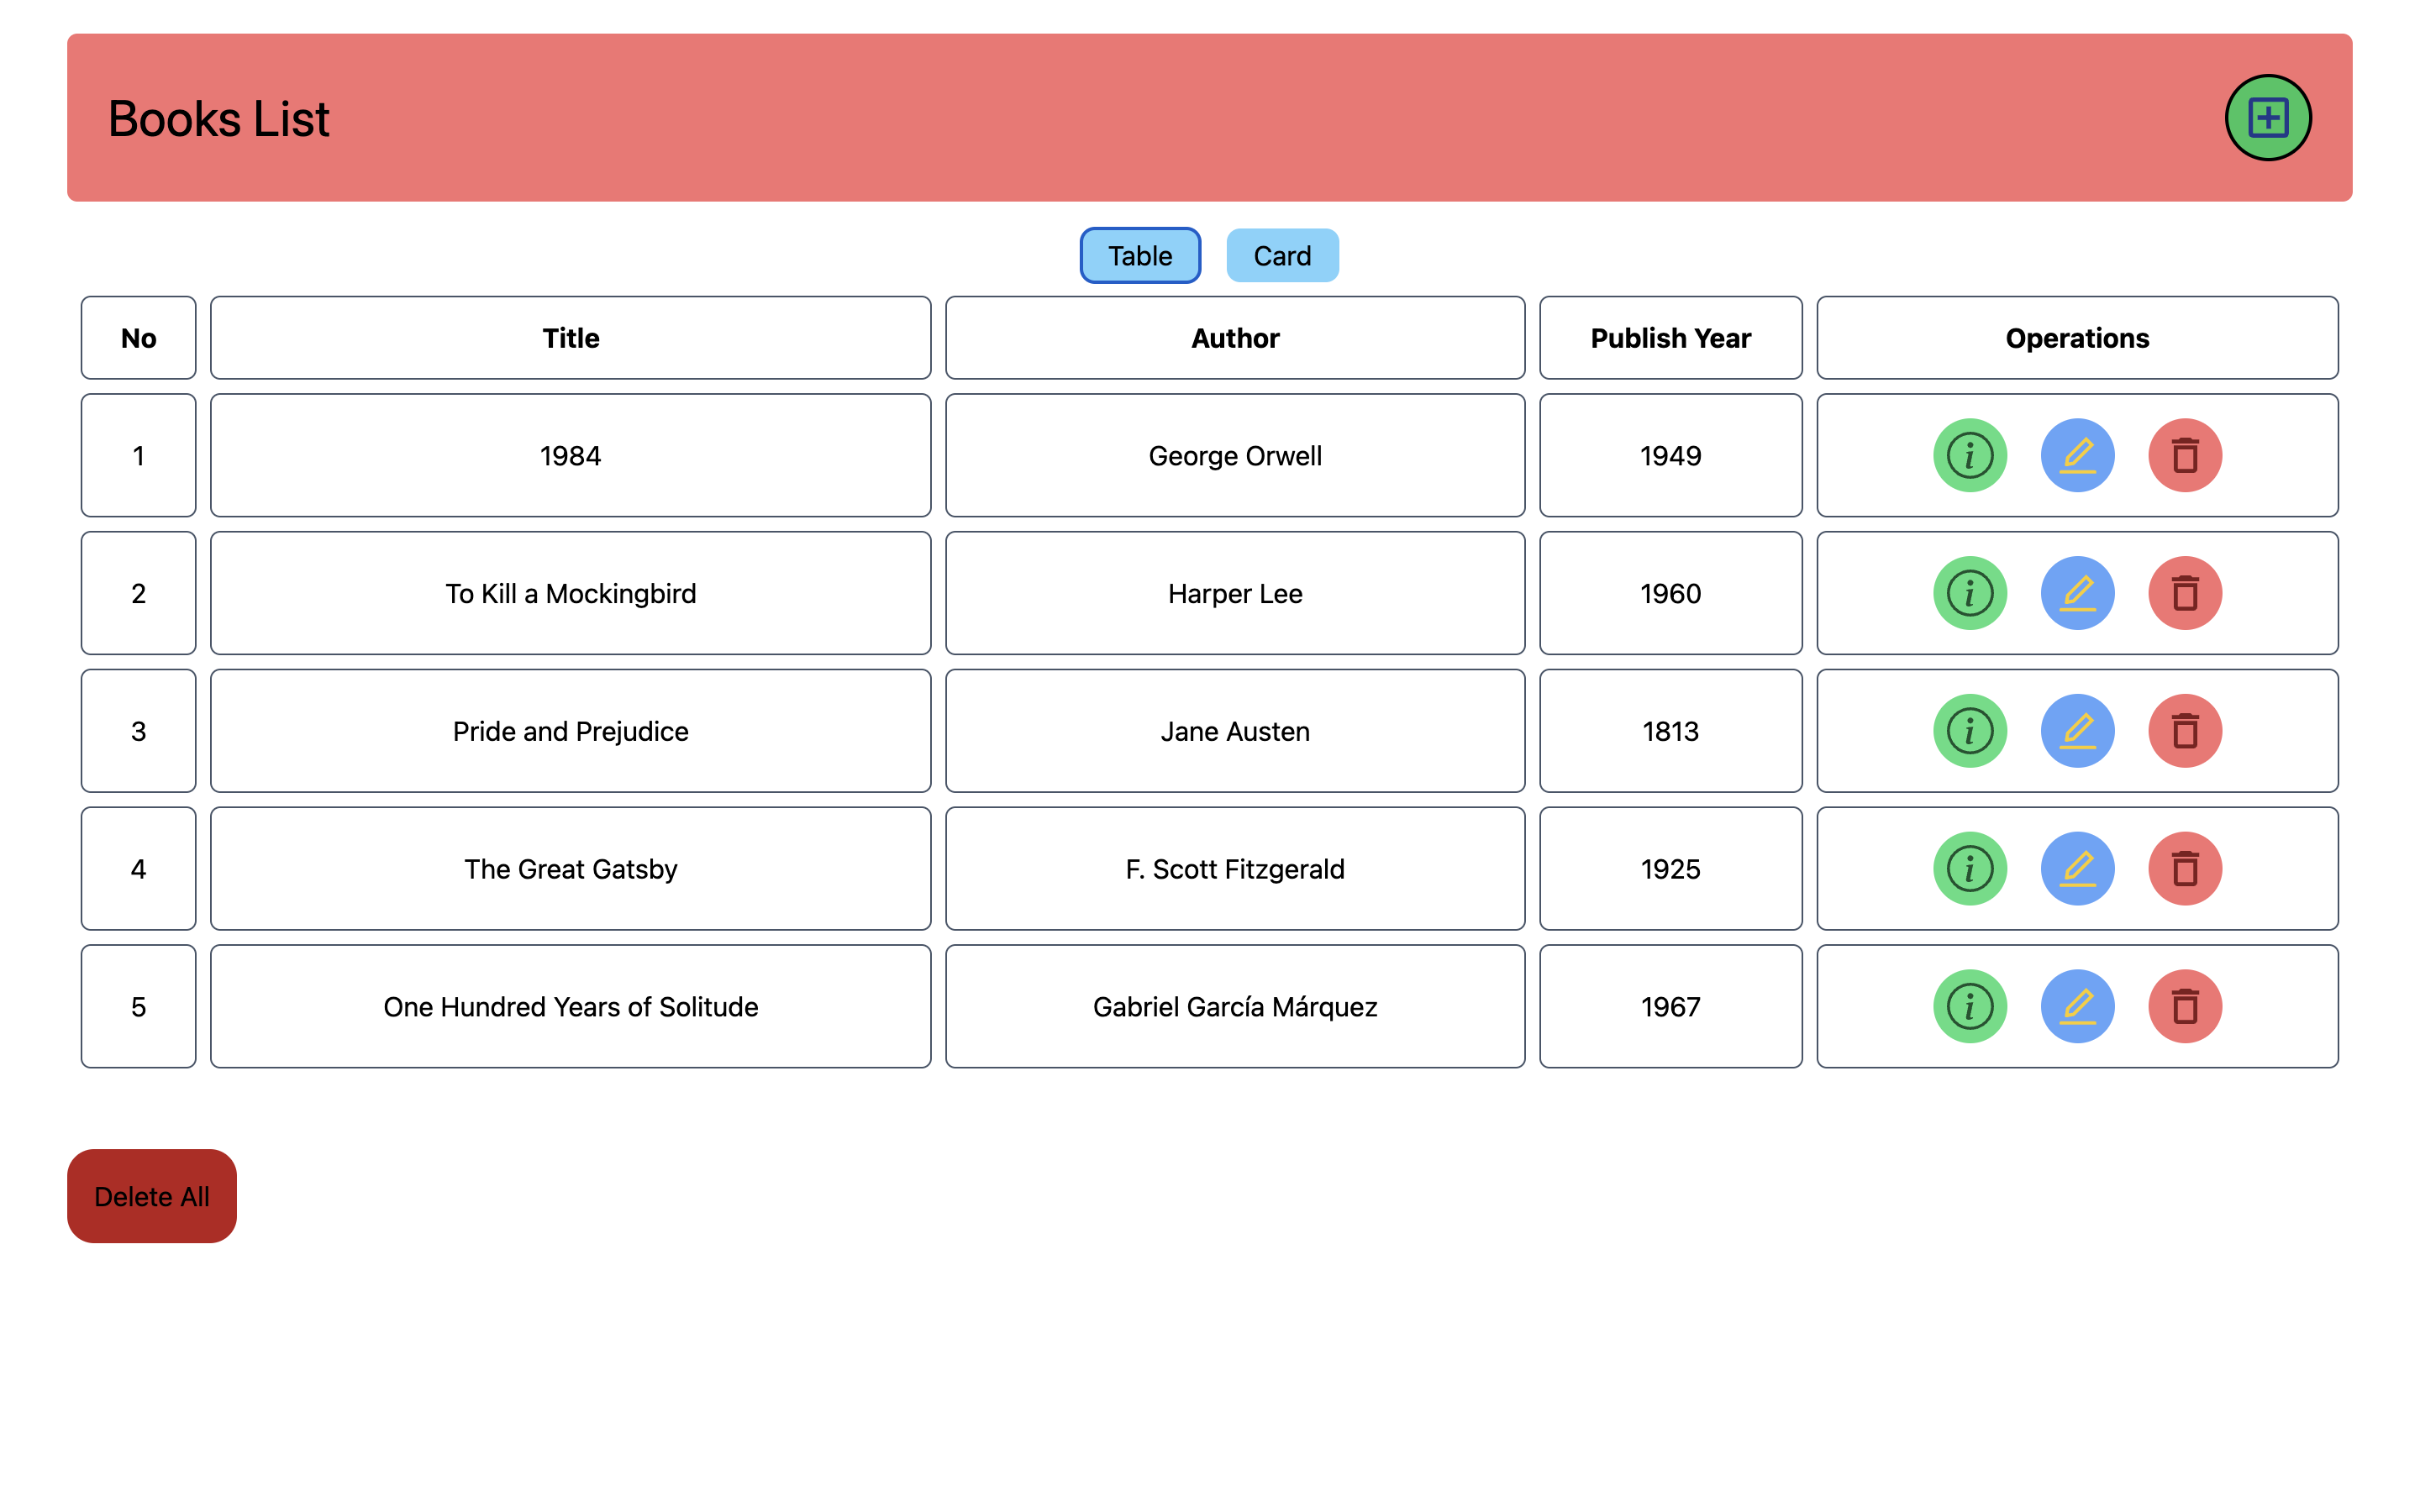 Books List
Table Card
No Title Author Publish Year Operations
1 1984 George Orwell 1949
2 To Kill a Mockingbird Harper Lee 1960
3 Pride and Prejudice Jane Austen 1813
4 The Great Gatsby F. Scott Fitzgerald 1925
5 One Hundred Years of Solitude Gabriel García Márquez 1967
Delete All